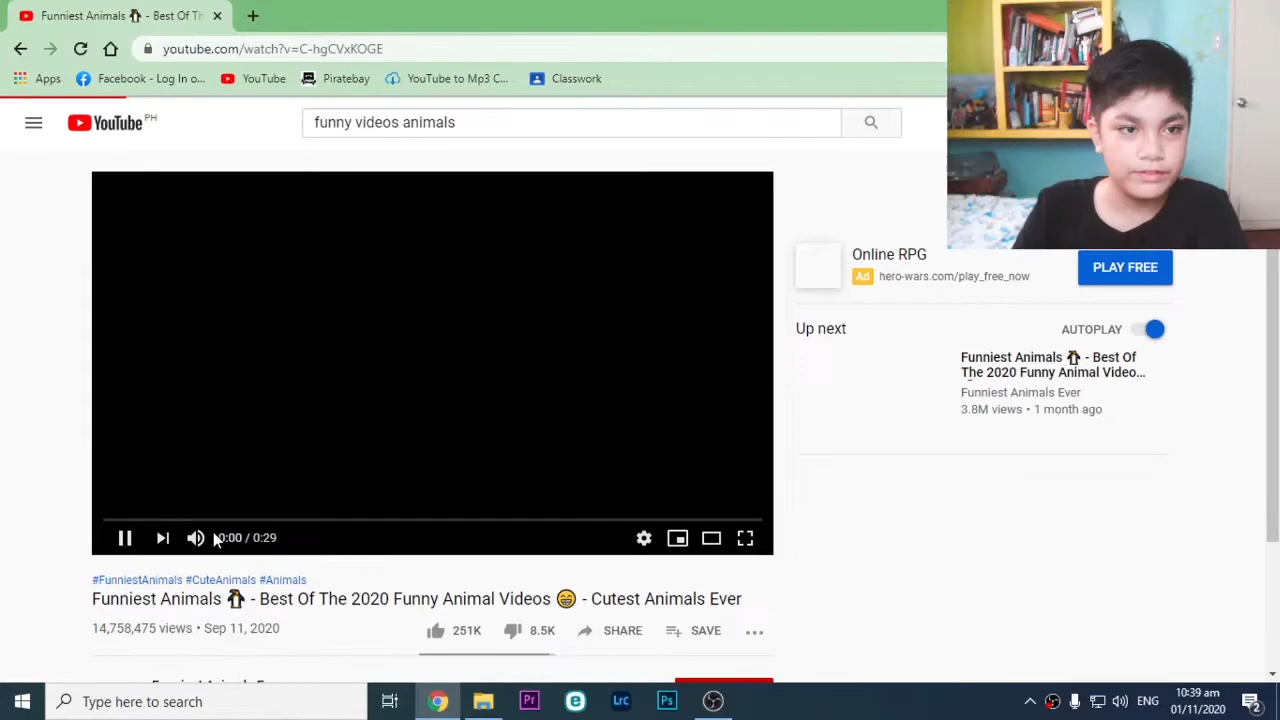 Funniest Animals 🐧 - Best Of Th
youtube.com/watch?v=C-hgCVxKOGE
Apps
Facebook - Log In o...
YouTube
Piratebay
YouTube to Mp3 C...
Classwork
YouTube PH
funny videos animals
Online RPG
Ad hero-wars.com/play_free_now
PLAY FREE
Up next
AUTOPLAY
Funniest Animals 🐧 - Best Of
The 2020 Funny Animal Video...
Funniest Animals Ever
3.8M views • 1 month ago
0:00 / 0:29
#FunniestAnimals #CuteAnimals #Animals
Funniest Animals 🐧 - Best Of The 2020 Funny Animal Videos 😁 - Cutest Animals Ever
14,758,475 views • Sep 11, 2020
251K
8.5K
SHARE
SAVE
Type here to search
Pr
Lrc
Ps
ENG
10:39 am
01/11/2020
2